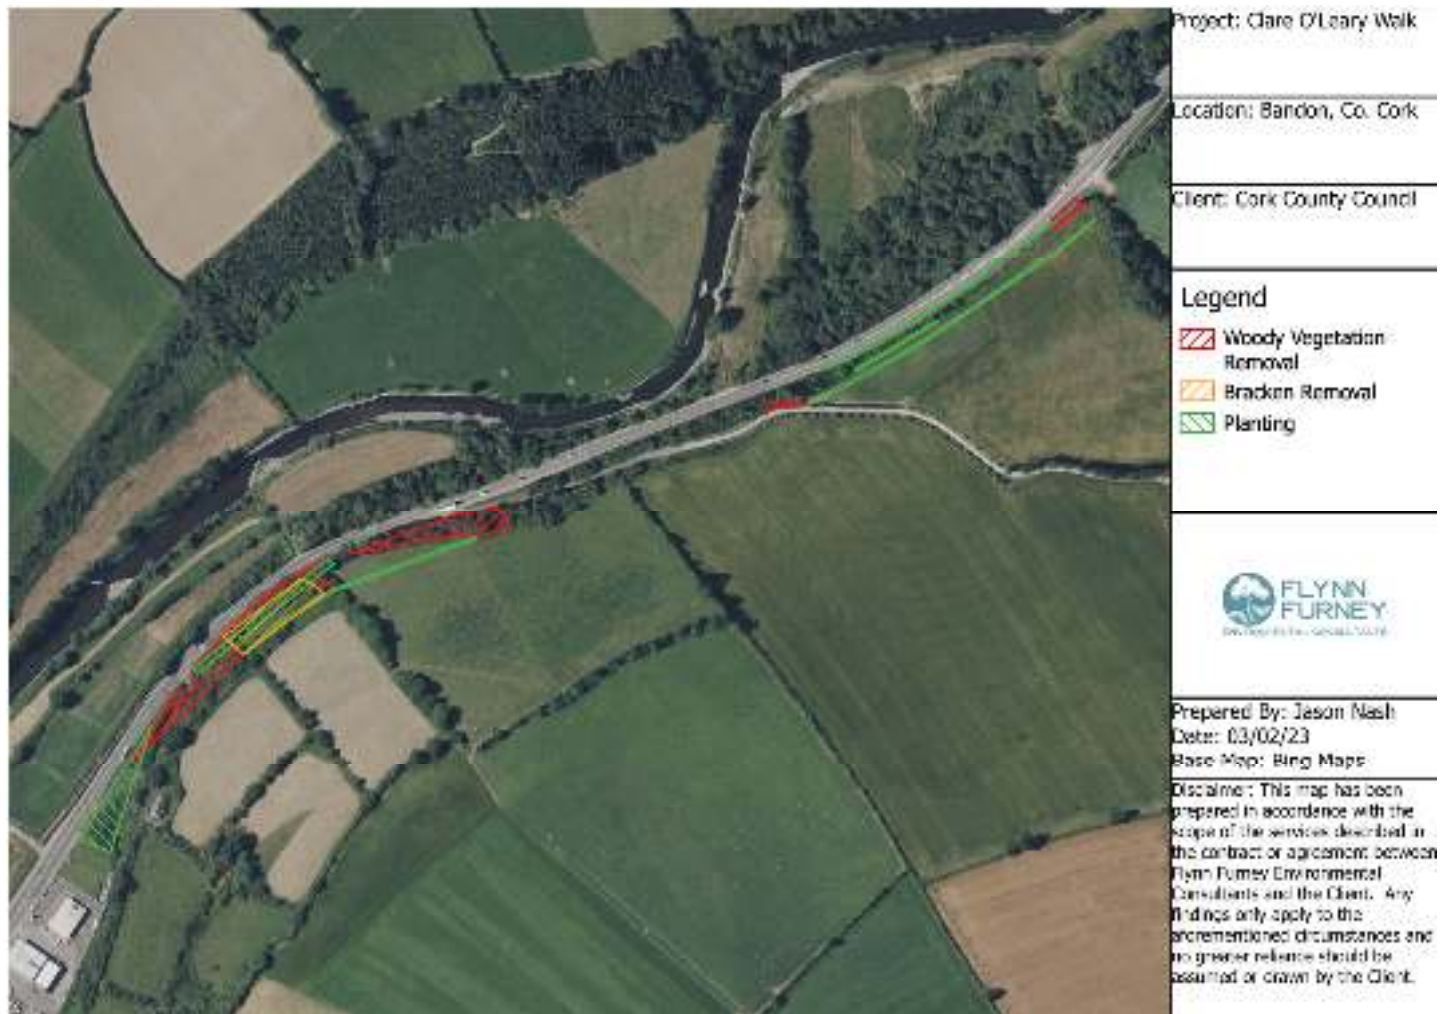 Project: Clare O'Leary Walk
Location: Bandon, Co. Cork
Client: Cork County Council
Legend
Woody Vegetation
Removal
Bracken Removal
Planting
FLYNN
FURNEY
Prepared By: Jason Nash
Date: 03/02/23
Base Map: Bing Maps
Disclaimer: This map has been
prepared in accordance with the
scope of the services described in
the contract or agreement between
Flynn Furney Environmental
Consultants and the Client. Any
findings only apply to the
aforementioned circumstances and
no greater reliance should be
assumed or drawn by the Client.